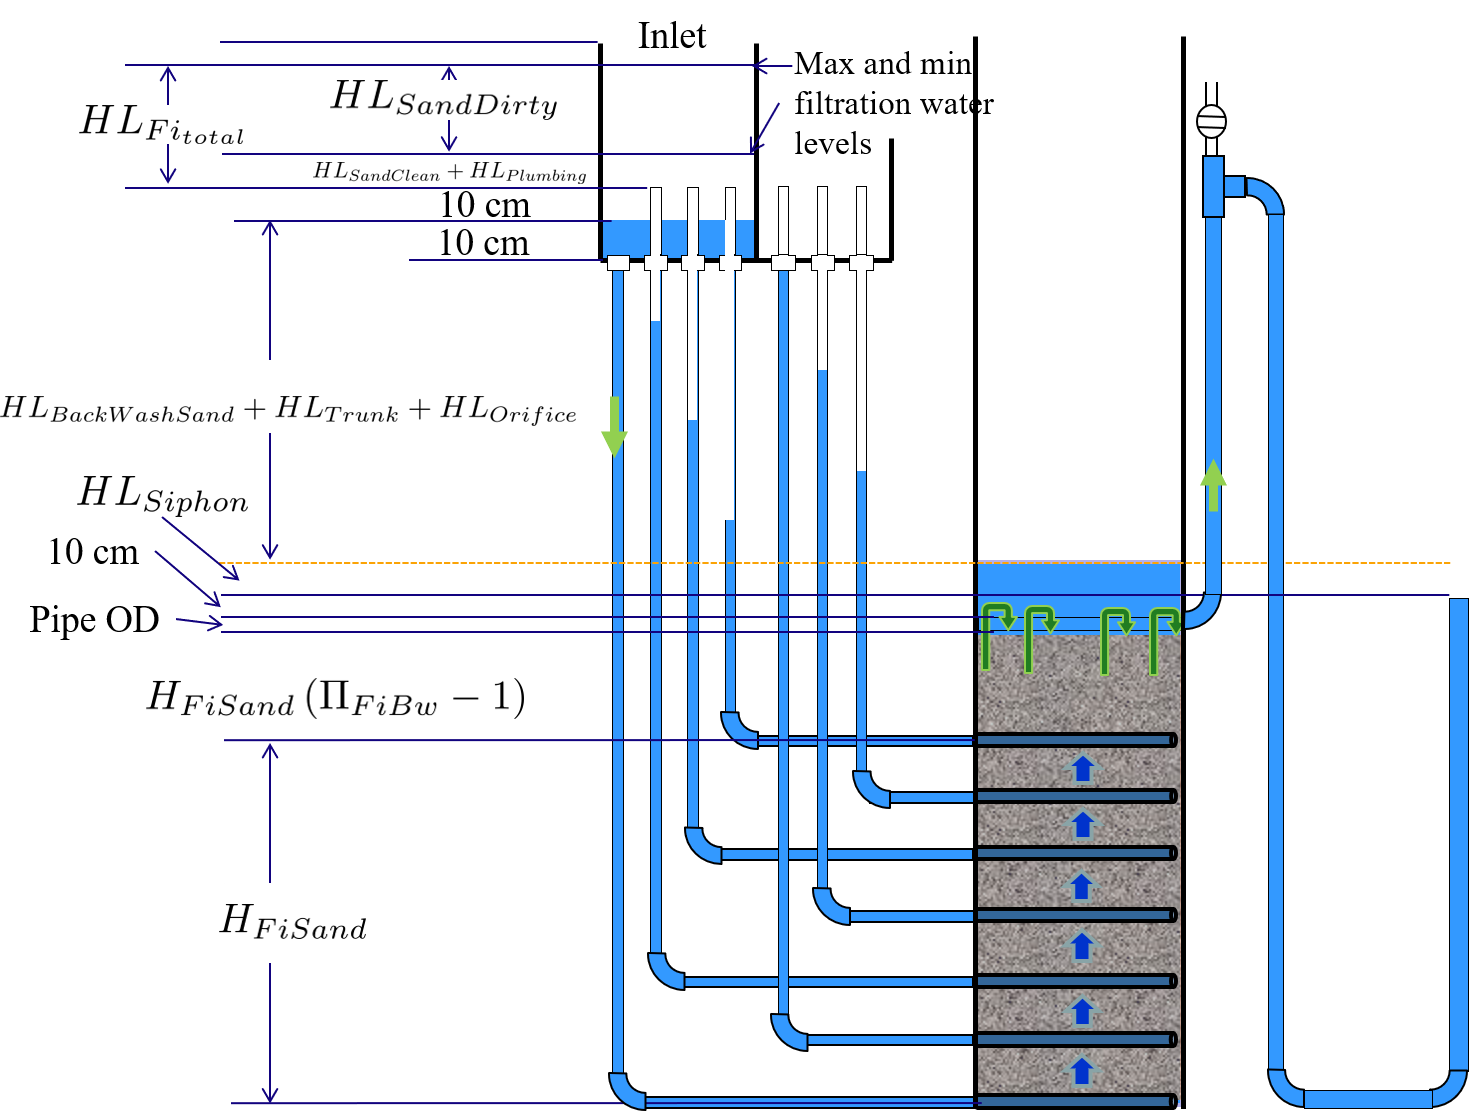 Inlet
Max and min
filtration water
levels
HL_{SandDirty}
HL_{Fi_{total}}
HL_{SandClean} + HL_{Plumbing}
10 cm
10 cm
HL_{BackWashSand} + HL_{Trunk} + HL_{Orifice}
HL_{Siphon}
10 cm
Pipe OD
H_{FiSand} (Π_{FiBw} − 1)
H_{FiSand}